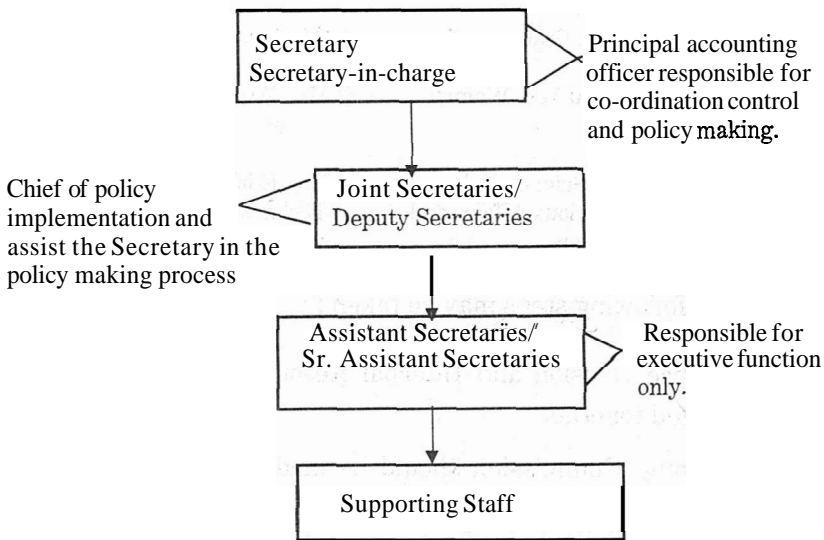 Secretary
Secretary-in-charge
Principal accounting
officer responsible for
co-ordination control
and policy making.
Chief of policy
implementation and
assist the Secretary in the
policy making process
Joint Secretaries/
Deputy Secretaries
Assistant Secretaries/
Sr. Assistant Secretaries
Responsible for
executive function
only.
Supporting Staff